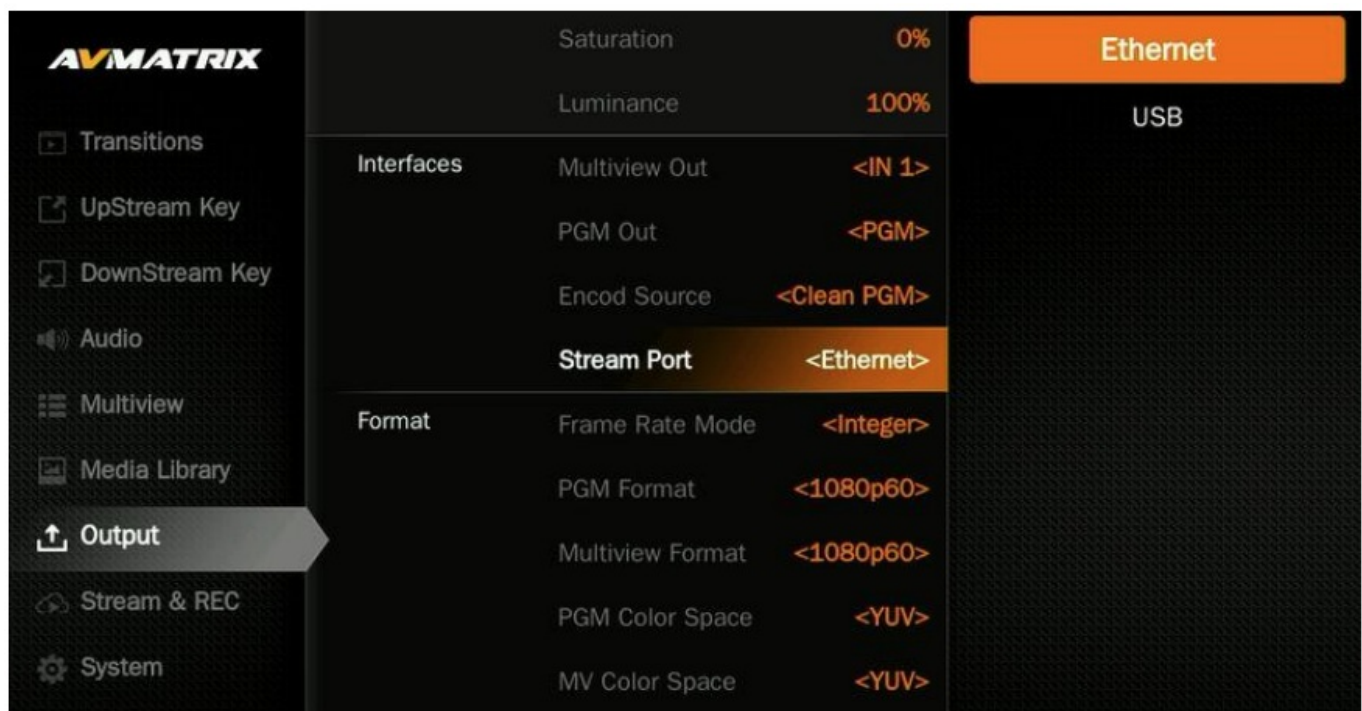 AVMATRIX
Transitions
UpStream Key
DownStream Key
Audio
Multiview
Media Library
Output
Stream & REC
System
Saturation 0%
Luminance 100%
Interfaces
Multiview Out <IN 1>
PGM Out <PGM>
Encod Source <Clean PGM>
Stream Port <Ethernet>
Format
Frame Rate Mode <Integer>
PGM Format <1080p60>
Multiview Format <1080p60>
PGM Color Space <YUV>
MV Color Space <YUV>
Ethernet
USB